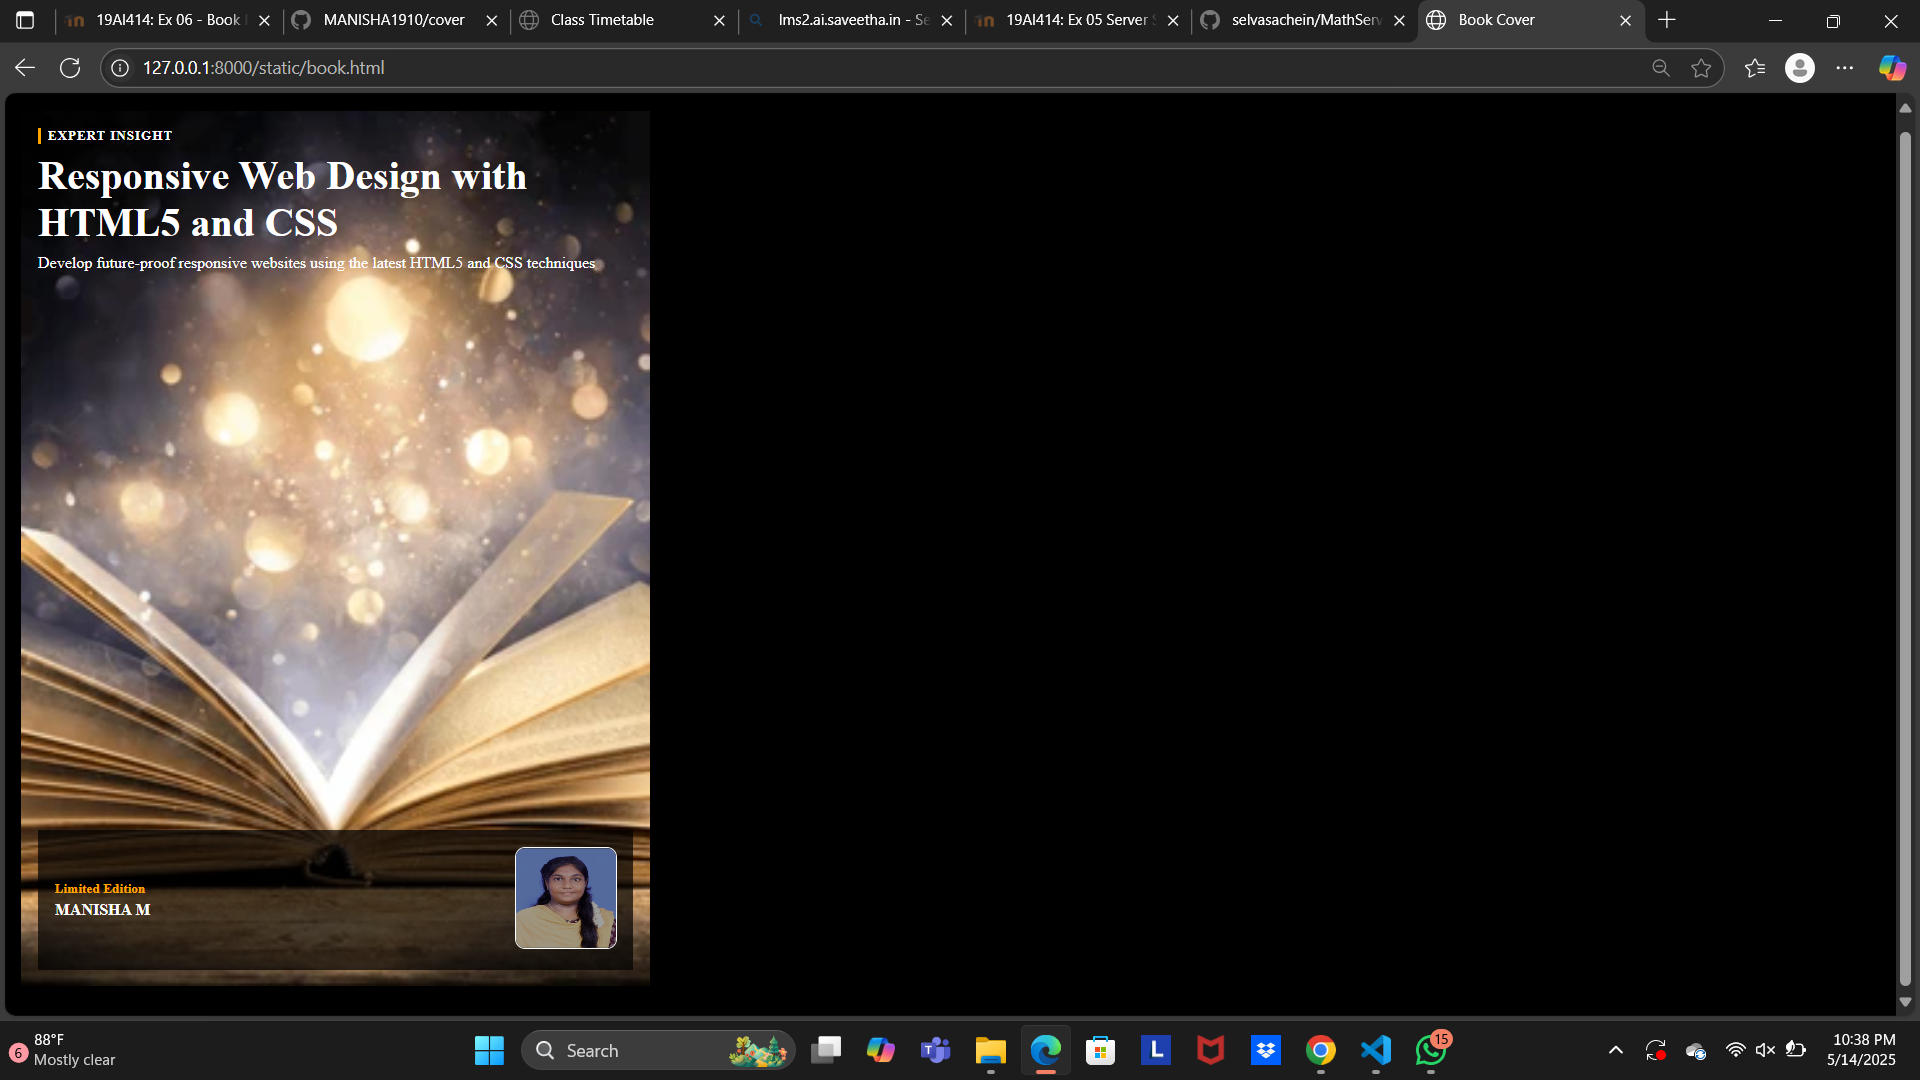 19AI414: Ex 06 - Book
MANISHA1910/cover
Class Timetable
lms2.ai.saveetha.in - Se
19AI414: Ex 05 Server
selvasachein/MathServ
Book Cover
127.0.0.1:8000/static/book.html
EXPERT INSIGHT
Responsive Web Design with
HTML5 and CSS
Develop future-proof responsive websites using the latest HTML5 and CSS techniques
Limited Edition
MANISHA M
6
88°F
Mostly clear
Search
T
L
15
10:38 PM
5/14/2025